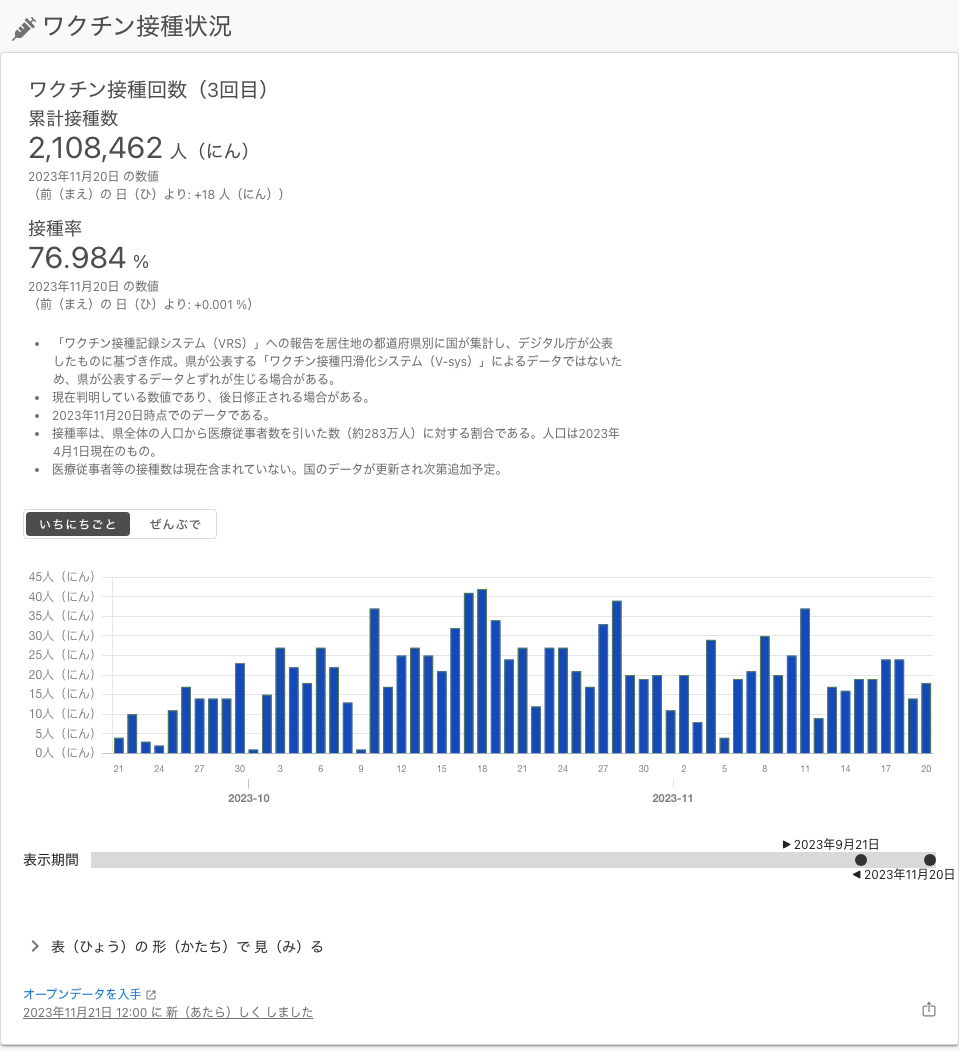 ワクチン接種状況
ワクチン接種回数（3回目）
累計接種数
2,108,462 人（にん）
2023年11月20日 の数値
（前（まえ）の 日（ひ）より: +18 人（にん））
接種率
76.984 %
2023年11月20日 の数値
（前（まえ）の 日（ひ）より: +0.001 %）
• 「ワクチン接種記録システム（VRS）」への報告を居住地の都道府県別に国が集計し、デジタル庁が公表
したものに基づき作成。県が公表する「ワクチン接種円滑化システム（V-sys）」によるデータではないた
め、県が公表するデータとずれが生じる場合がある。
• 現在判明している数値であり、後日修正される場合がある。
• 2023年11月20日時点でのデータである。
• 接種率は、県全体の人口から医療従事者数を引いた数（約283万人）に対する割合である。人口は2023年
4月1日現在のもの。
• 医療従事者等の接種数は現在含まれていない。国のデータが更新され次第追加予定。
いちにちごと ぜんぶで
45人（にん）
40人（にん）
35人（にん）
30人（にん）
25人（にん）
20人（にん）
15人（にん）
10人（にん）
5人（にん）
0人（にん）
21 24 27 30 3 6 9 12 15 18 21 24 27 30 2 5 8 11 14 17 20
2023-10 2023-11
▶ 2023年9月21日
表示期間
◀ 2023年11月20日
表（ひょう）の 形（かたち）で 見（み）る
オープンデータを入手
2023年11月21日 12:00 に 新（あたら）しく しました